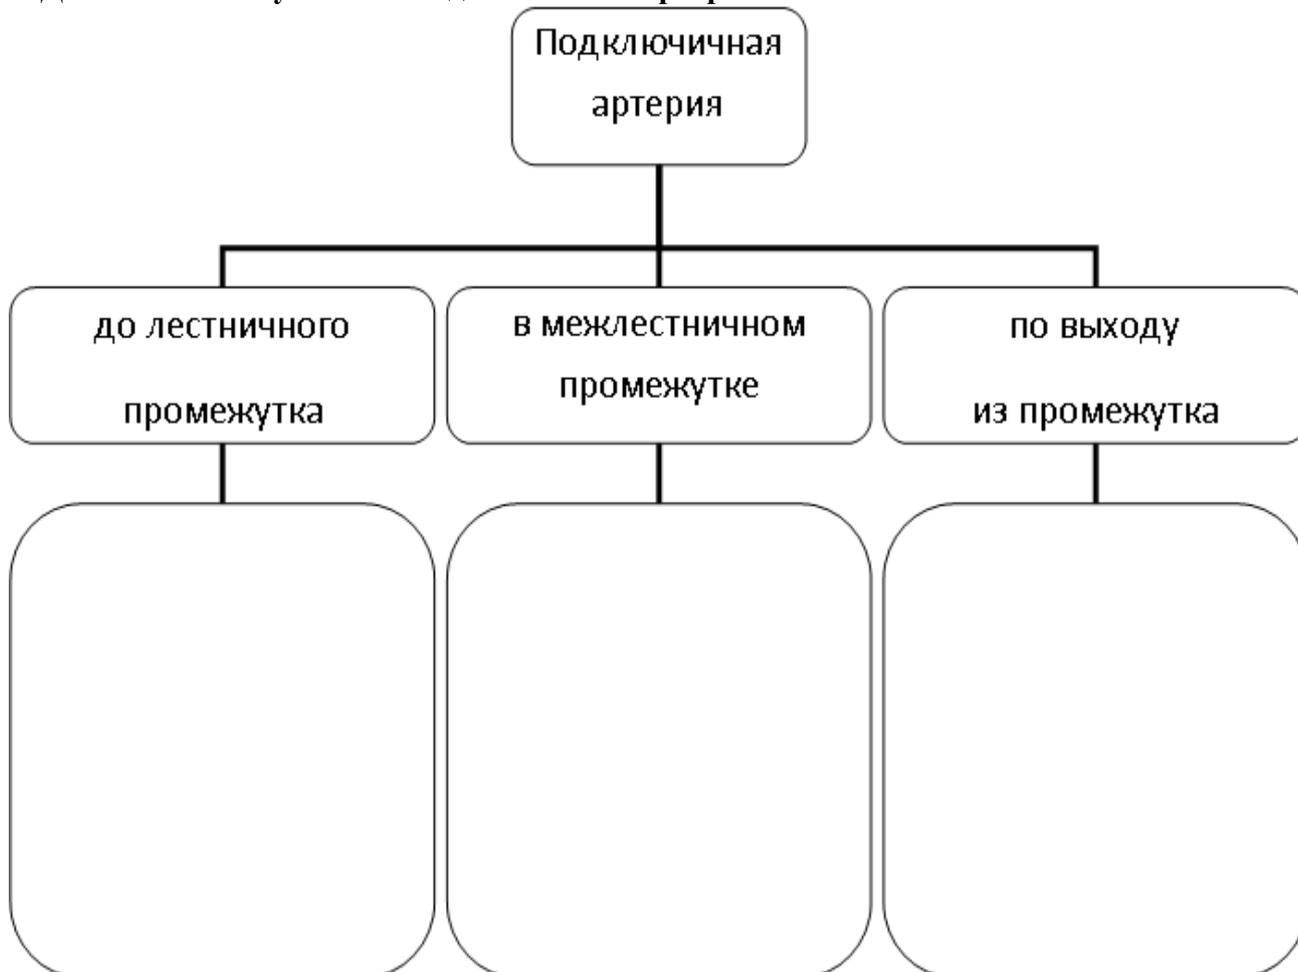 Подключичная
артерия
до лестничного
промежутка
в межлестничном
промежутке
по выходу
из промежутка